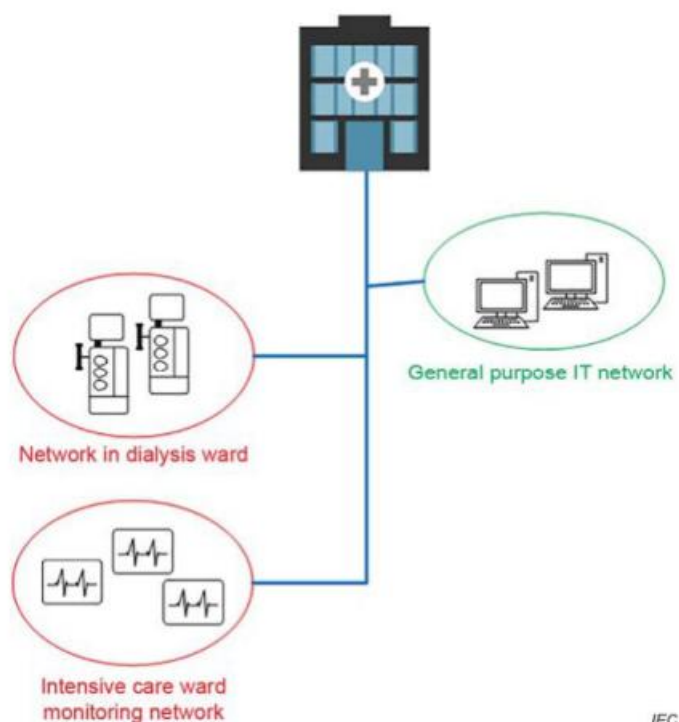 General purpose IT network
Network in dialysis ward
Intensive care ward
monitoring network
IEC